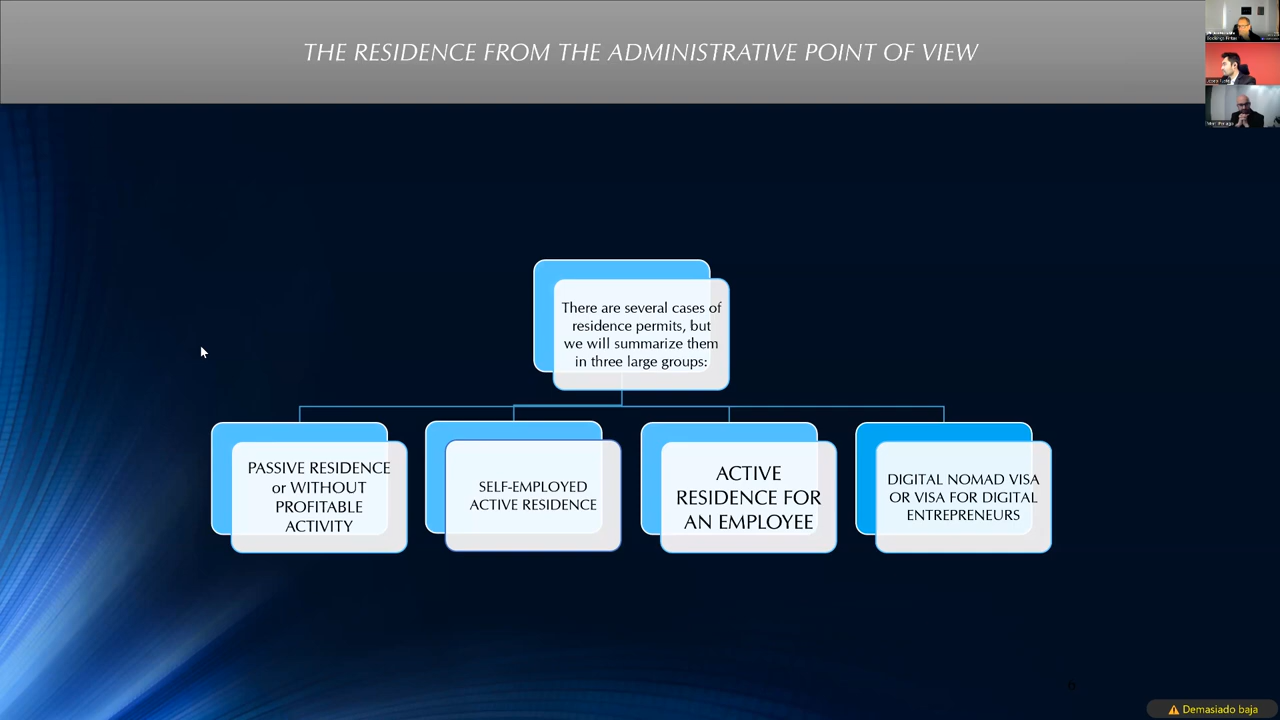 THE RESIDENCE FROM THE ADMINISTRATIVE POINT OF VIEW
There are several cases of
residence permits, but
we will summarize them
in three large groups:
PASSIVE RESIDENCE
or WITHOUT
PROFITABLE
ACTIVITY
SELF-EMPLOYED
ACTIVE RESIDENCE
ACTIVE
RESIDENCE FOR
AN EMPLOYEE
DIGITAL NOMAD VISA
OR VISA FOR DIGITAL
ENTREPRENEURS
Demasiado baja